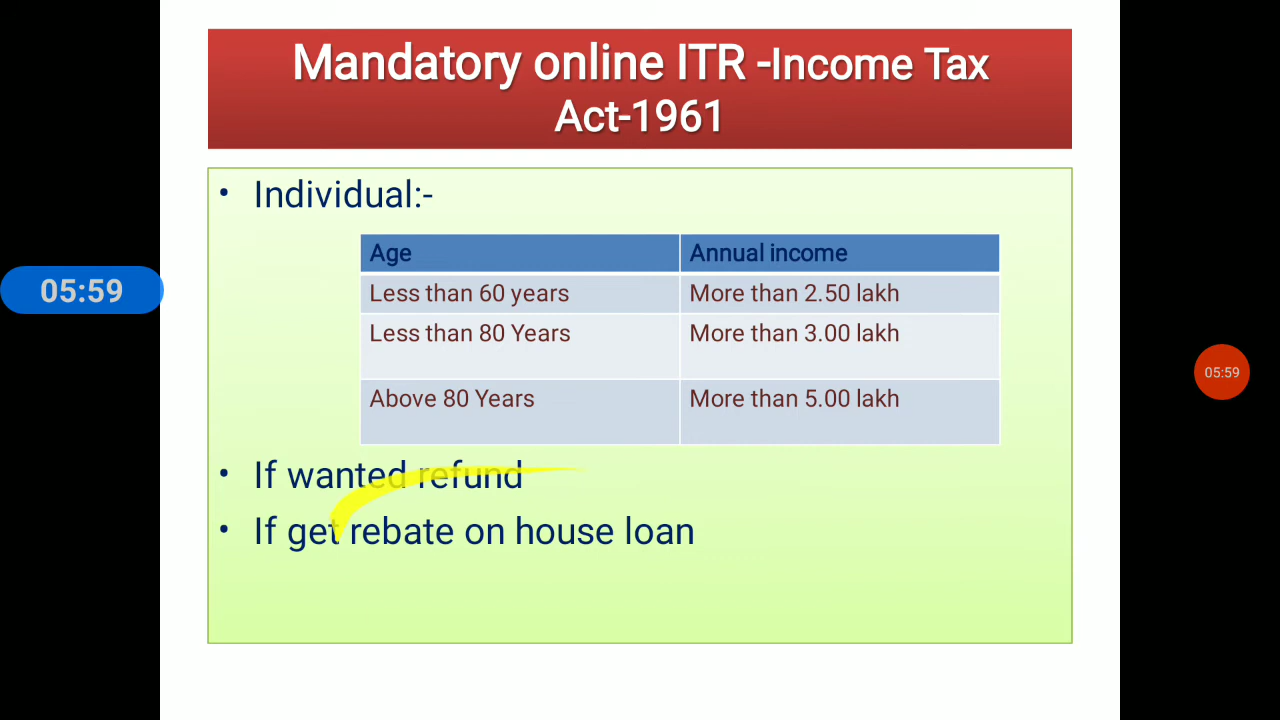 Mandatory online ITR -Income Tax
Act-1961
• Individual:-
Age Annual income
Less than 60 years More than 2.50 lakh
Less than 80 Years More than 3.00 lakh
Above 80 Years More than 5.00 lakh
• If wanted refund
• If get rebate on house loan
05:59
05:59